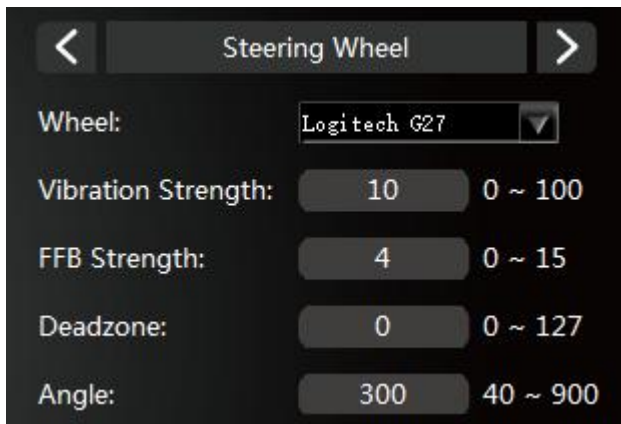 Steering Wheel
Wheel: Logitech G27
Vibration Strength: 10 0 ~ 100
FFB Strength: 4 0 ~ 15
Deadzone: 0 0 ~ 127
Angle: 300 40 ~ 900